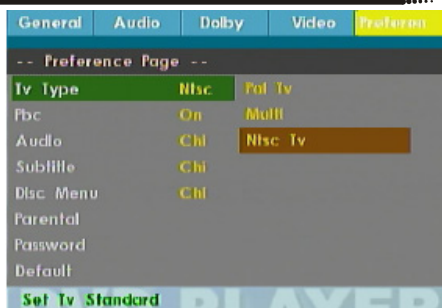 General Audio Dolby Video Preferen
-- Preference Page --
Tv Type Ntsc Pal Tv
Pbc On Multi
Audio Chi Ntsc Tv
Subtitle Chi
Disc Menu Chi
Parental
Password
Default
Set Tv Standard
PLAYER